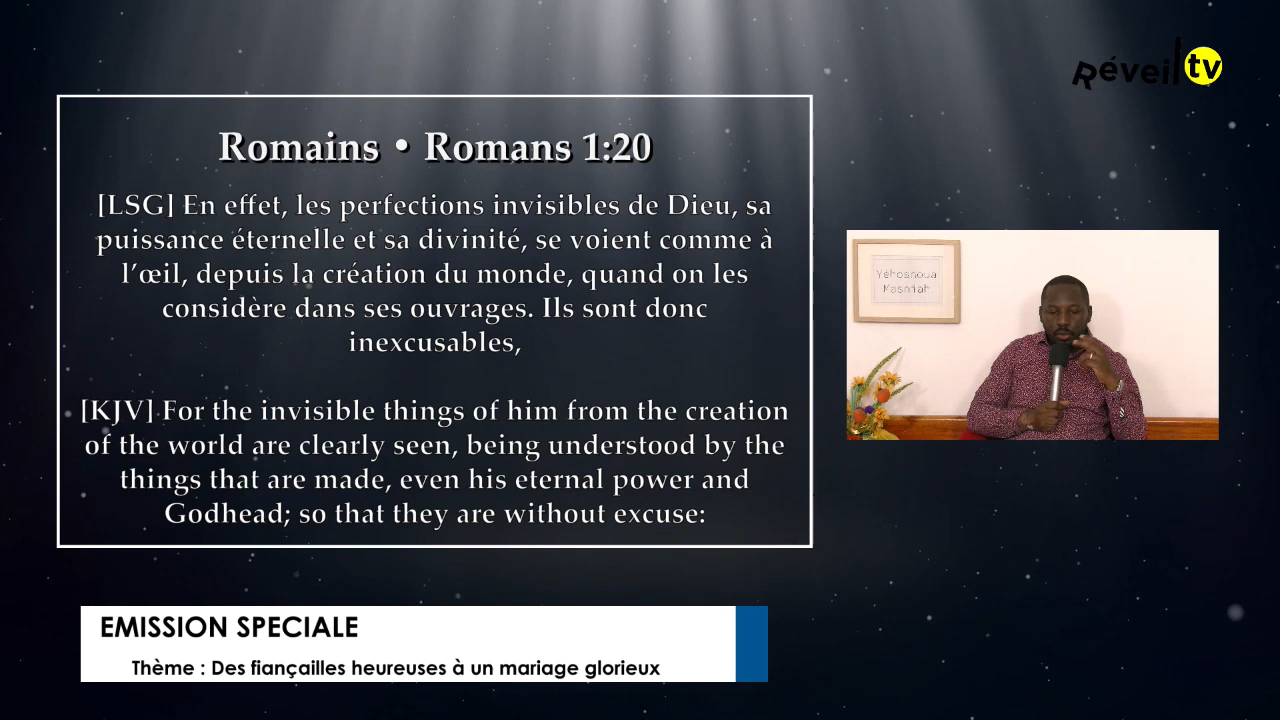 Réveil tv
Romains • Romans 1:20
[LSG] En effet, les perfections invisibles de Dieu, sa
puissance éternelle et sa divinité, se voient comme à
l’œil, depuis la création du monde, quand on les
considère dans ses ouvrages. Ils sont donc
inexcusables,
[KJV] For the invisible things of him from the creation
of the world are clearly seen, being understood by the
things that are made, even his eternal power and
Godhead; so that they are without excuse:
Yéhoshoua
Mashiah
EMISSION SPECIALE
Thème : Des fiançailles heureuses à un mariage glorieux